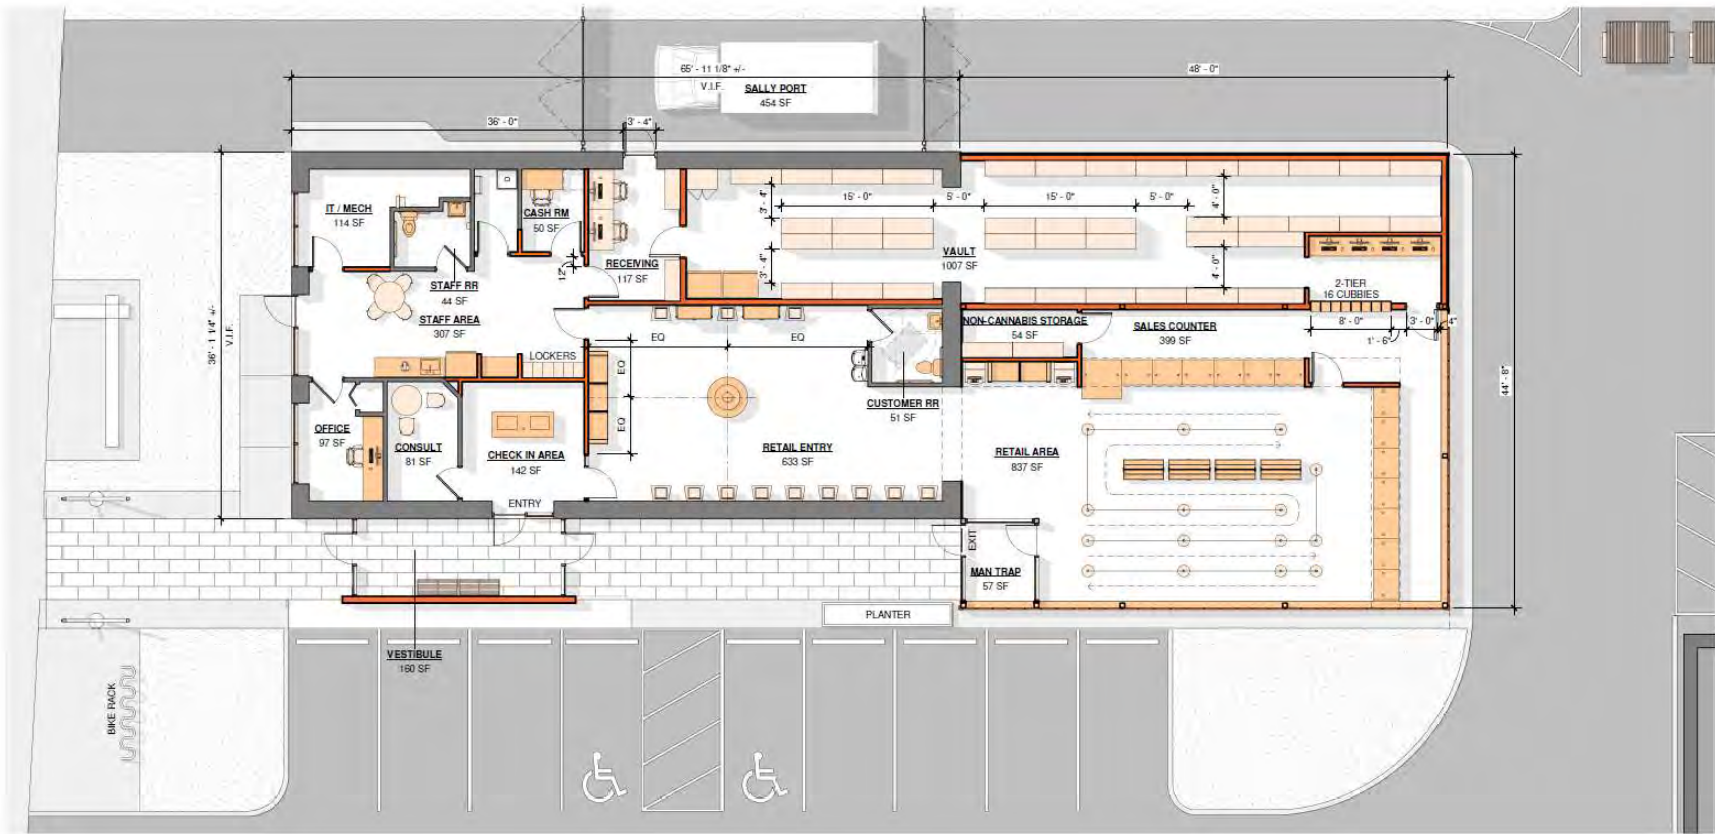 65' - 11 1/8" +/-
V.I.F.
48' - 0"
SALLY PORT
454 SF
36' - 0"
3' - 4"
IT / MECH
114 SF
CASH RM
50 SF
15' - 0"
5' - 0"
15' - 0"
5' - 0"
3' - 4"
4' - 0"
STAFF RR
44 SF
12"
RECEIVING
117 SF
VAULT
1007 SF
3' - 4"
4' - 0"
2-TIER
16 CUBBIES
36' - 1 1/4" +/-
V.I.F.
STAFF AREA
307 SF
NON-CANNABIS STORAGE
54 SF
SALES COUNTER
399 SF
8' - 0"
3' - 0"
4"
1' - 6"
EQ
EQ
LOCKERS
EQ
EQ
44' - 8"
CUSTOMER RR
51 SF
OFFICE
97 SF
CONSULT
81 SF
CHECK IN AREA
142 SF
RETAIL ENTRY
633 SF
RETAIL AREA
837 SF
ENTRY
EXIT
MAN TRAP
57 SF
PLANTER
VESTIBULE
160 SF
BIKE RACK